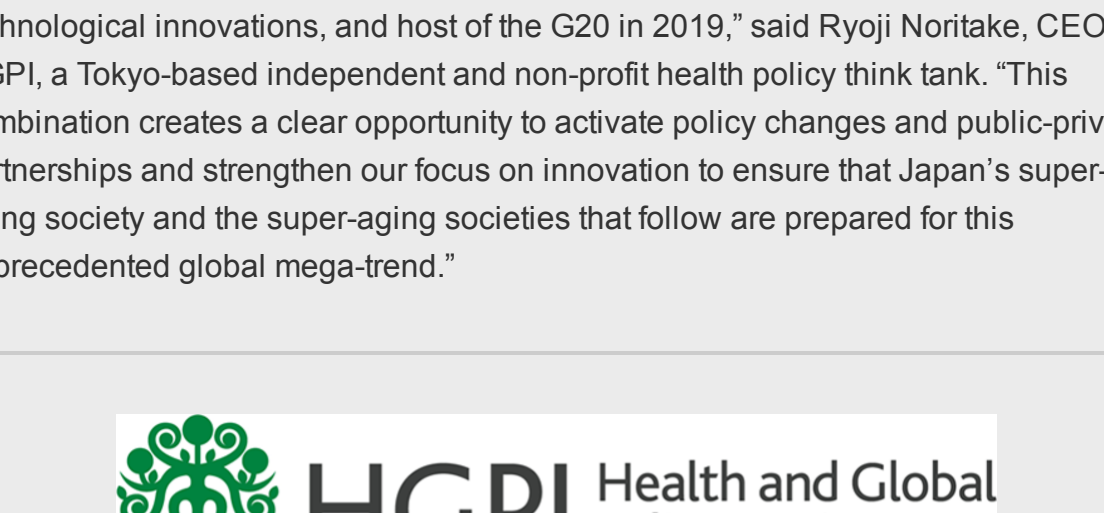 hnological innovations, and host of the G20 in 2019,” said Ryoji Noritake, CEO
GPI, a Tokyo-based independent and non-profit health policy think tank. “This
mbination creates a clear opportunity to activate policy changes and public-priv
rtnerships and strengthen our focus on innovation to ensure that Japan’s super-
ng society and the super-aging societies that follow are prepared for this
precedented global mega-trend.”
HGPI Health and Global